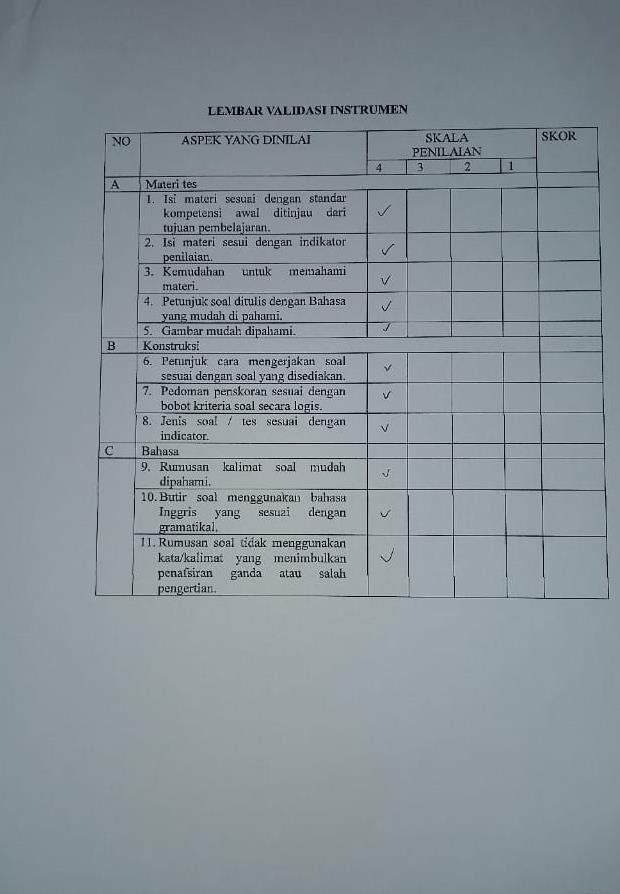 LEMBAR VALIDASI INSTRUMEN
NO ASPEK YANG DINILAI SKALA PENILAIAN SKOR
4 3 2 1
A Materi tes
1. Isi materi sesuai dengan standar
kompetensi awal ditinjau dari
tujuan pembelajaran. ✓
2. Isi materi sesui dengan indikator
penilaian. ✓
3. Kemudahan untuk memahami
materi. ✓
4. Petunjuk soal ditulis dengan Bahasa
yang mudah di pahami. ✓
5. Gambar mudah dipahami. ✓
B Konstruksi
6. Petunjuk cara mengerjakan soal
sesuai dengan soal yang disediakan. ✓
7. Pedoman penskoran sesuai dengan
bobot kriteria soal secara logis. ✓
8. Jenis soal / tes sesuai dengan
indicator. ✓
C Bahasa
9. Rumusan kalimat soal mudah
dipahami. ✓
10. Butir soal menggunakan bahasa
Inggris yang sesuai dengan
gramatikal. ✓
11. Rumusan soal tidak menggunakan
kata/kalimat yang menimbulkan
penafsiran ganda atau salah
pengertian. ✓